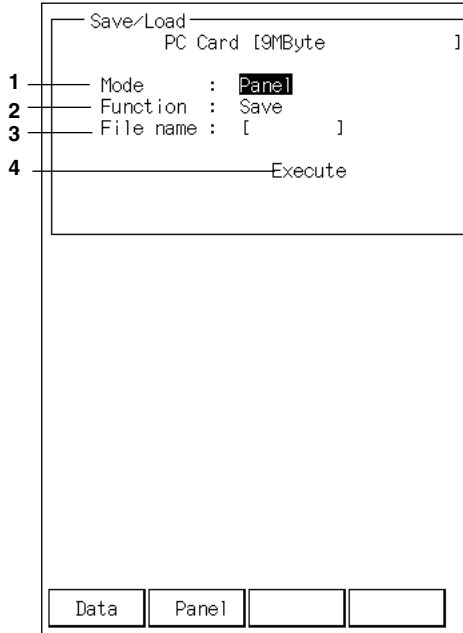 Save/Load
PC Card [9MByte ]
1 Mode : Panel
2 Function : Save
3 File name : [ ]
4 Execute
Data Panel